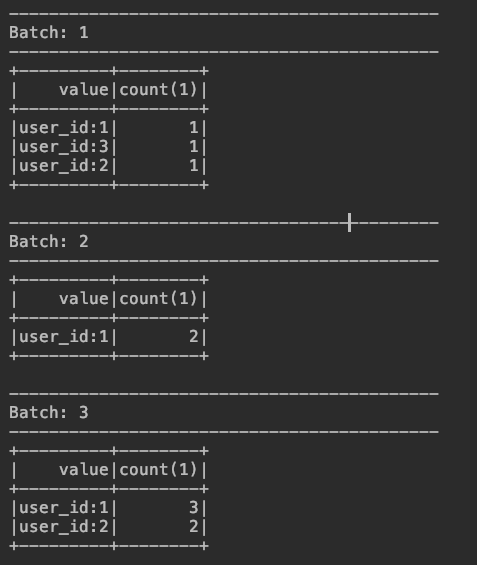 -------------------------------------------
Batch: 1
-------------------------------------------
+---------+--------+
|    value|count(1)|
+---------+--------+
|user_id:1|       1|
|user_id:3|       1|
|user_id:2|       1|
+---------+--------+
-------------------------------------------
Batch: 2
-------------------------------------------
+---------+--------+
|    value|count(1)|
+---------+--------+
|user_id:1|       2|
+---------+--------+
-------------------------------------------
Batch: 3
-------------------------------------------
+---------+--------+
|    value|count(1)|
+---------+--------+
|user_id:1|       3|
|user_id:2|       2|
+---------+--------+